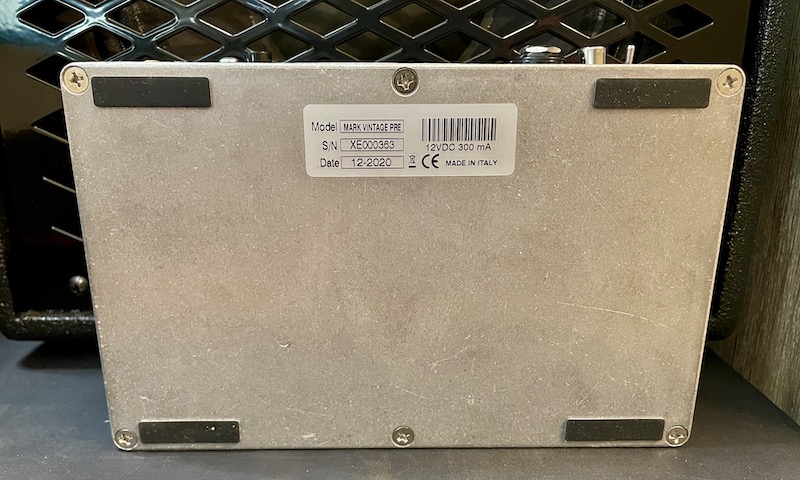 Model MARK VINTAGE PRE
S/N XE000363
12VDC 300 mA
Date 12-2020 CE MADE IN ITALY